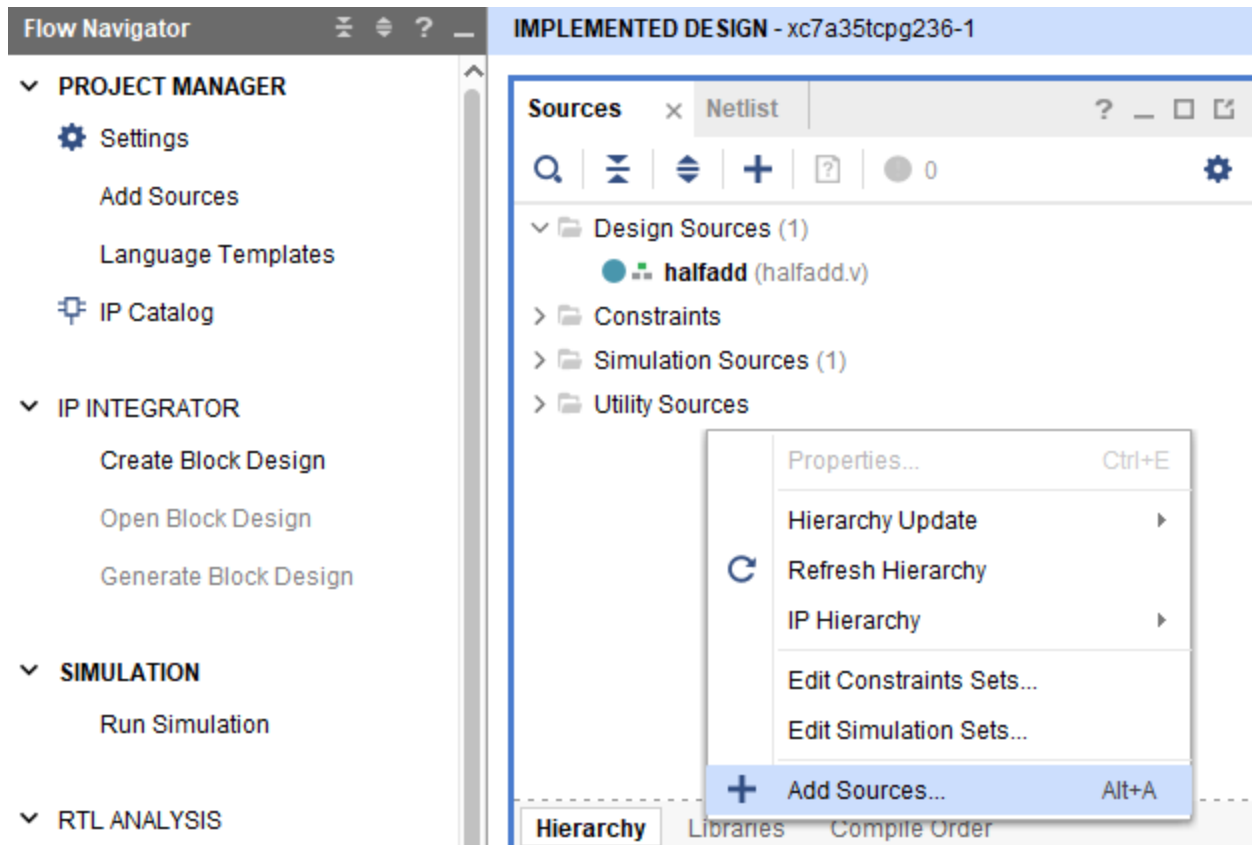 Flow Navigator ?
PROJECT MANAGER
Settings
Add Sources
Language Templates
IP Catalog
IP INTEGRATOR
Create Block Design
Open Block Design
Generate Block Design
SIMULATION
Run Simulation
RTL ANALYSIS
IMPLEMENTED DESIGN - xc7a35tcpg236-1
Sources × Netlist ?
? 0
Design Sources (1)
halfadd (halfadd.v)
Constraints
Simulation Sources (1)
Utility Sources
Properties... Ctrl+E
Hierarchy Update
Refresh Hierarchy
IP Hierarchy
Edit Constraints Sets...
Edit Simulation Sets...
Add Sources... Alt+A
Hierarchy Libraries Compile Order